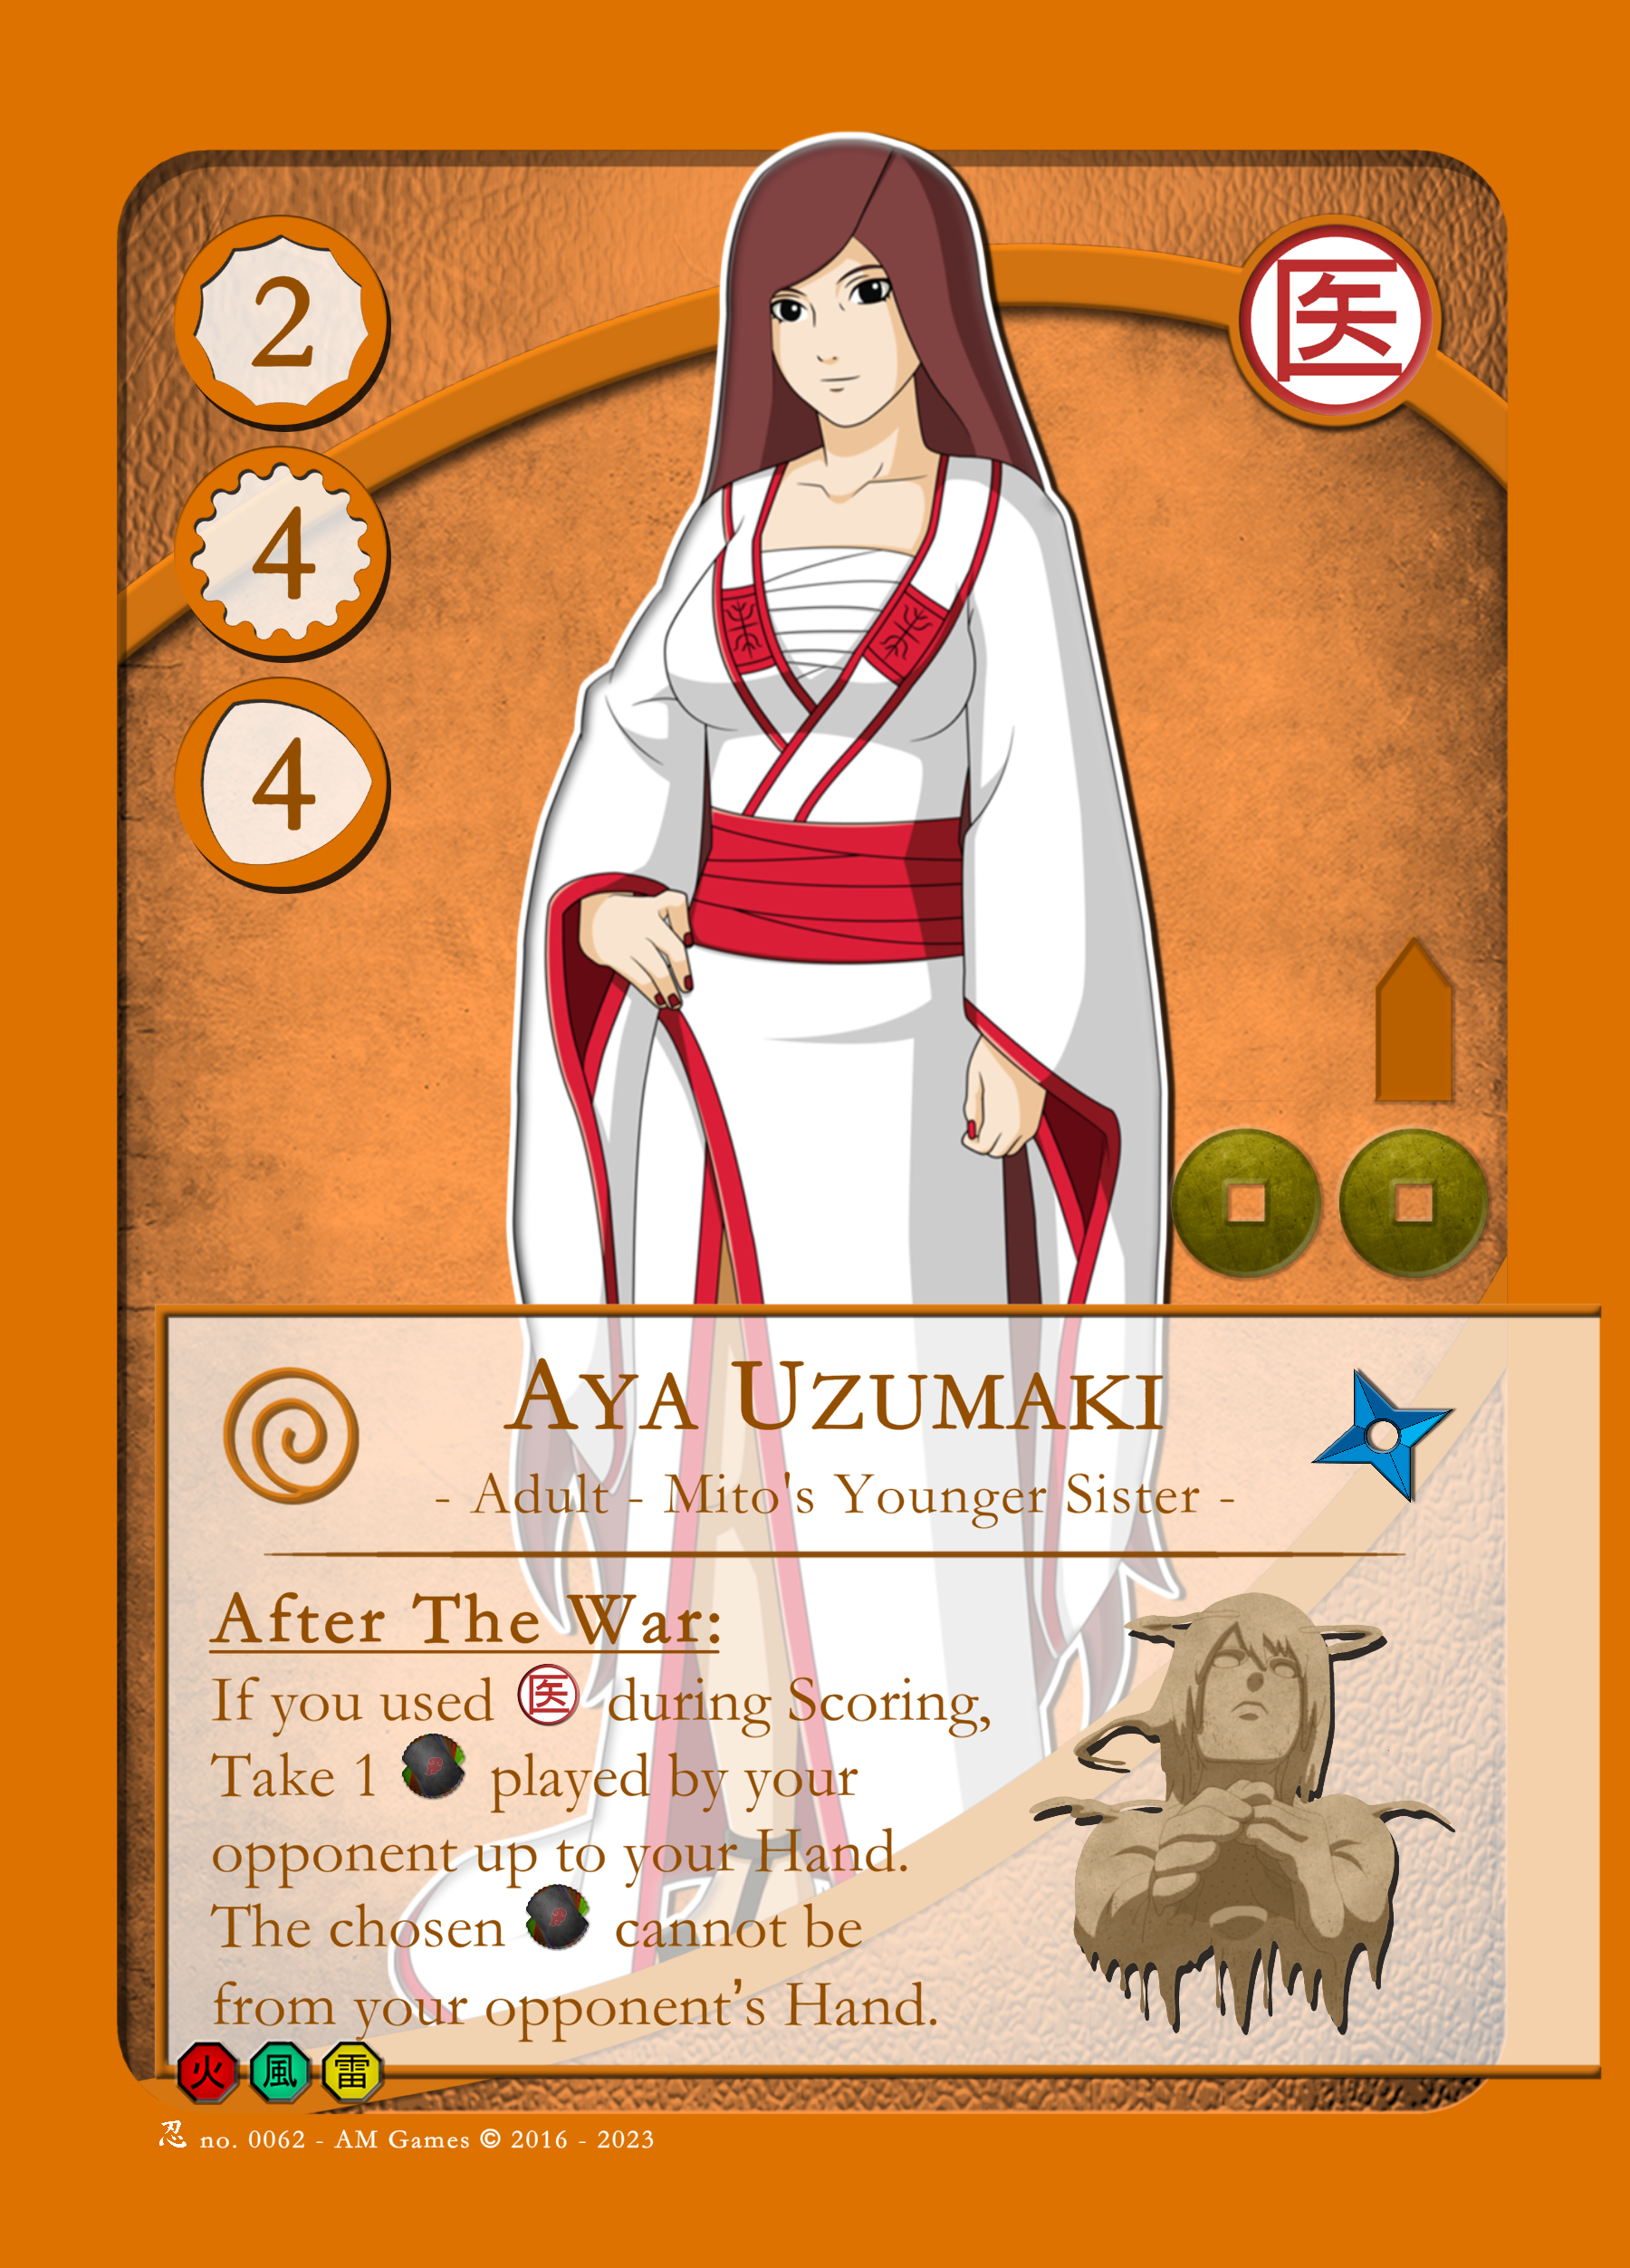 2
医
4
4
AYA UZUMAKI
- Adult - Mito's Younger Sister -
After The War:
If you used 医 during Scoring,
Take 1 played by your
opponent up to your Hand.
The chosen cannot be
from your opponent's Hand.
火 風 雷
忍 no. 0062 - AM Games © 2016 - 2023